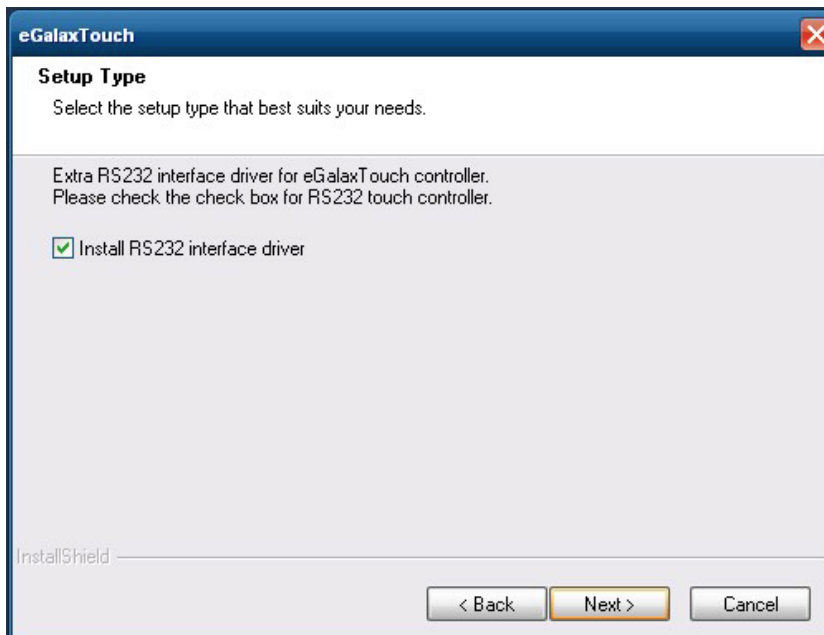 eGalaxTouch
Setup Type
Select the setup type that best suits your needs.
Extra RS232 interface driver for eGalaxTouch controller.
Please check the check box for RS232 touch controller.
Install RS232 interface driver
InstallShield
< Back
Next >
Cancel